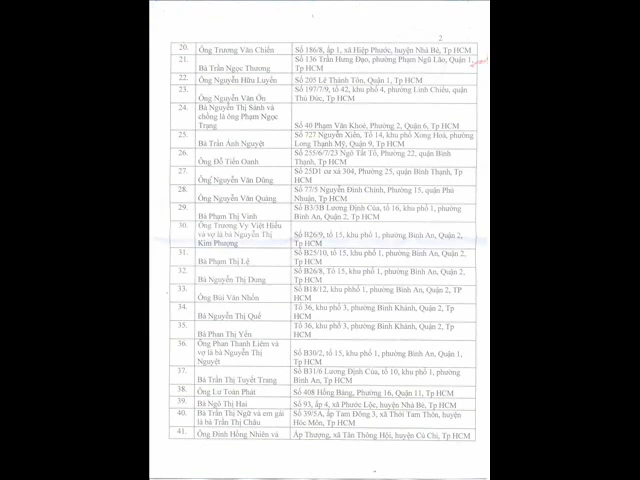 2
20. Ông Trương Văn Chiến Số 186/8, ấp 1, xã Hiệp Phước, huyện Nhà Bè, Tp HCM
21. Số 136 Trần Hưng Đạo, phường Phạm Ngũ Lão, Quận 1,
Bà Trần Ngọc Thương Tp HCM
22. Ông Nguyễn Hữu Luyến Số 205 Lê Thánh Tôn, Quận 1, Tp HCM
23. Số 197/7/9, tổ 42, khu phố 4, phường Linh Chiểu, quận
Ông Nguyễn Văn Ổn Thủ Đức, Tp HCM
24. Bà Nguyễn Thị Sánh và
chồng là ông Phạm Ngọc
Trạng Số 40 Phạm Văn Khoẻ, Phường 2, Quận 6, Tp HCM
25. Số 727 Nguyễn Xiển, Tổ 14, khu phố Xóng Hoà, phường
Bà Trần Ánh Nguyệt Long Thạnh Mỹ, Quận 9, Tp HCM
26. Số 255/6/7/23 Ngô Tất Tố, Phường 22, quận Bình
Ông Đỗ Tiến Oanh Thạnh, Tp HCM
27. Số 25D1 cư xá 304, Phường 25, quận Bình Thạnh, Tp
Ông Nguyễn Văn Dũng HCM
28. Số 77/5 Nguyễn Đình Chính, Phường 15, quận Phú
Ông Nguyễn Văn Quảng Nhuận, Tp HCM
29. Số B3/3B Lương Định Của, tổ 16, khu phố 1, phường
Bà Phạm Thị Vinh Bình An, Quận 2, Tp HCM
30. Ông Trương Vy Việt Hiếu
và vợ là bà Nguyễn Thị Số B26/9, tổ 15, khu phố 1, phường Bình An, Quận 2,
Kim Phượng Tp HCM
31. Số B25/10, tổ 15, khu phố 1, phường Bình An, Quận 2,
Bà Phạm Thị Lệ Tp HCM
32. Số B26/8, Tổ 15, khu phố 1, phường Bình An, Quận 2,
Bà Nguyễn Thị Dung Tp HCM
33. Số B18/12, khu phhố 1, phường Bình An, Quận 2, TP
Ông Bùi Văn Nhồn HCM
34. Tổ 36, khu phố 3, phường Bình Khánh, Quận 2, Tp
Bà Nguyễn Thị Quế HCM
35. Tổ 36, khu phố 3, phường Bình Khánh, Quận 2, Tp
Bà Phan Thị Yến HCM
36. Ông Phan Thanh Liêm và
vợ là bà Nguyễn Thị Số B30/2, tổ 15, khu phố 1, phường Bình An, Quận 1,
Nguyệt Tp HCM
37. Số B31/6 Lương Định Của, tổ 10, khu phố 1, phường
Bà Trần Thị Tuyết Trang Bình An, Tp HCM
38. Ông Lư Toàn Phát Số 408 Hồng Bàng, Phường 16, Quận 11, Tp HCM
39. Bà Ngô Thị Hai Số 93, ấp 4, xã Phước Lộc, huyện Nhà Bè, Tp HCM
40. Bà Trần Thị Ngữ và em gái Số 39/5A, ấp Tam Đông 3, xã Thới Tam Thôn, huyện
là bà Trần Thị Châu Hóc Môn, Tp HCM
41. Ông Đinh Hồng Nhiên và Ấp Thượng, xã Tân Thông Hội, huyện Củ Chi, Tp HCM